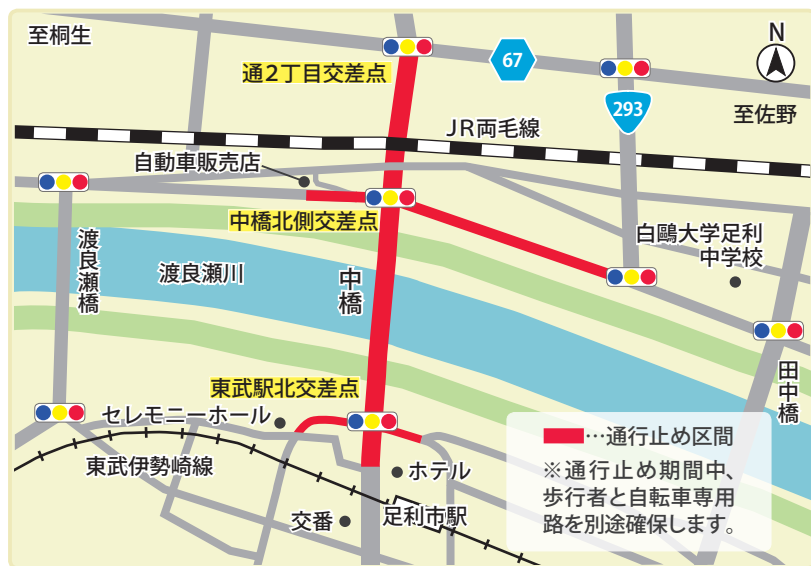 至桐生
通2丁目交差点
67
N
293
至佐野
JR両毛線
自動車販売店
中橋北側交差点
白鷗大学足利
中学校
渡良瀬橋
渡良瀬川
中橋
田中橋
東武駅北交差点
セレモニーホール
東武伊勢崎線
ホテル
交番
足利市駅
…通行止め区間
※通行止め期間中、
歩行者と自転車専用
路を別途確保します。